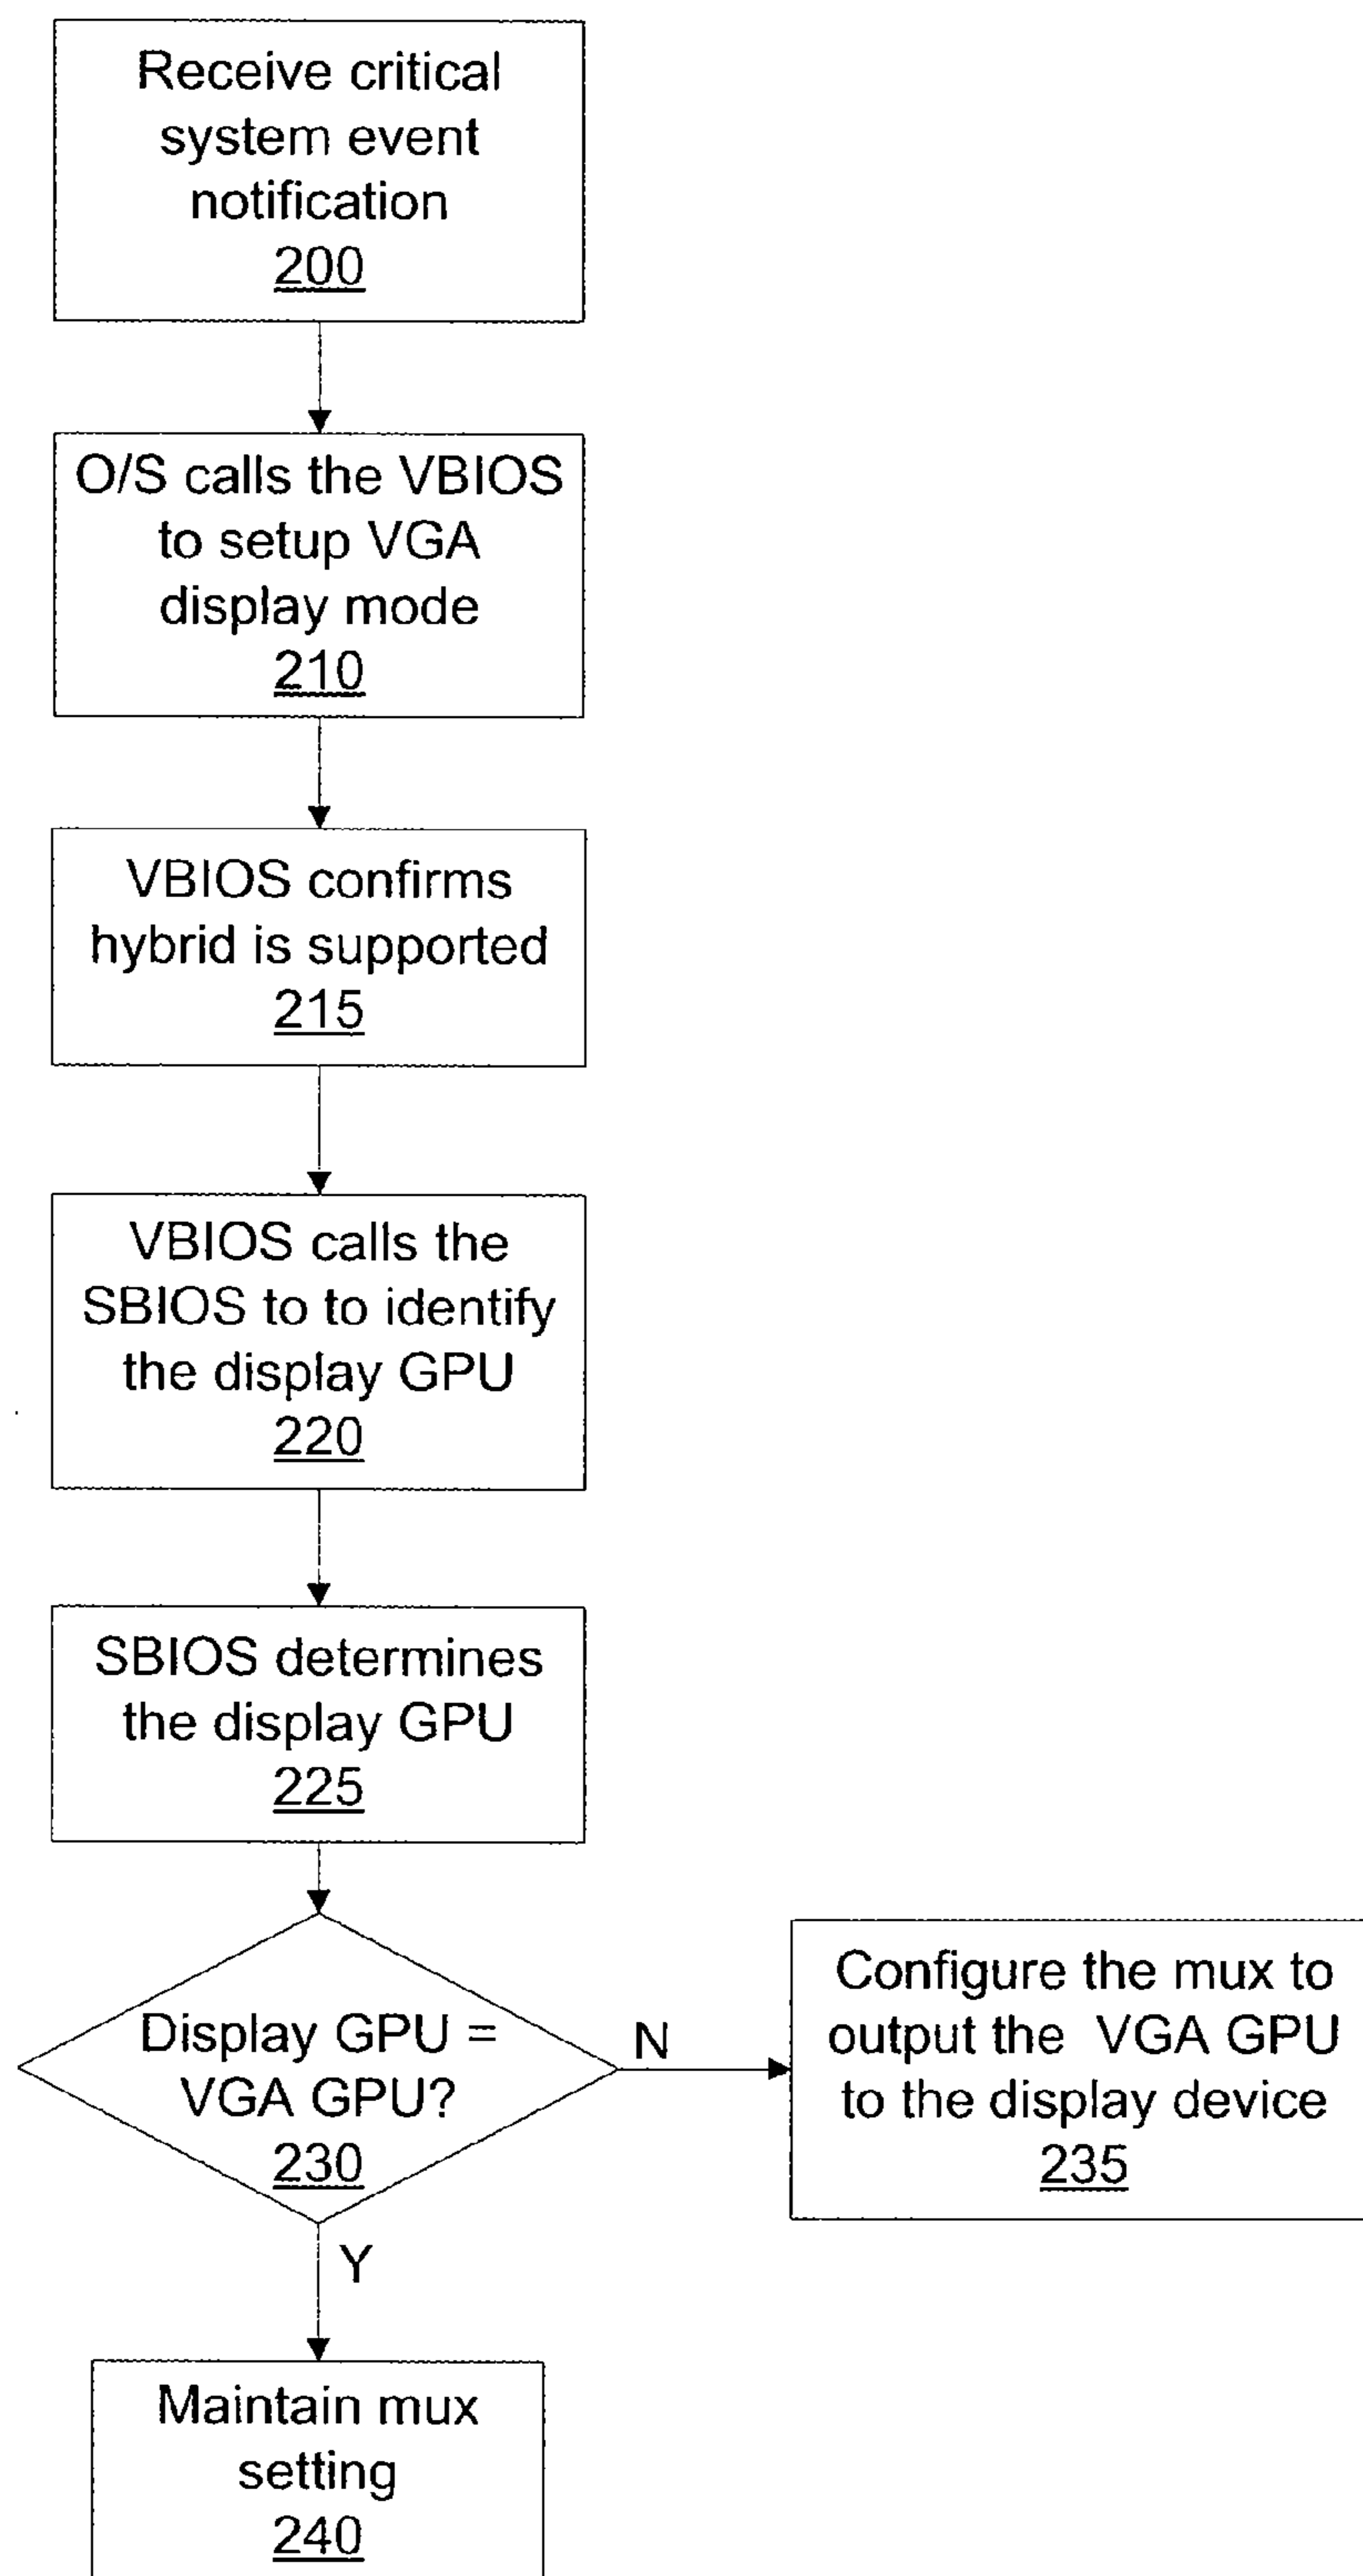 Receive critical
system event
notification
200
O/S calls the VBIOS
to setup VGA
display mode
210
VBIOS confirms
hybrid is supported
215
VBIOS calls the
SBIOS to to identify
the display GPU
220
SBIOS determines
the display GPU
225
Display GPU =
VGA GPU?
230
N
Configure the mux to
output the VGA GPU
to the display device
235
Y
Maintain mux
setting
240